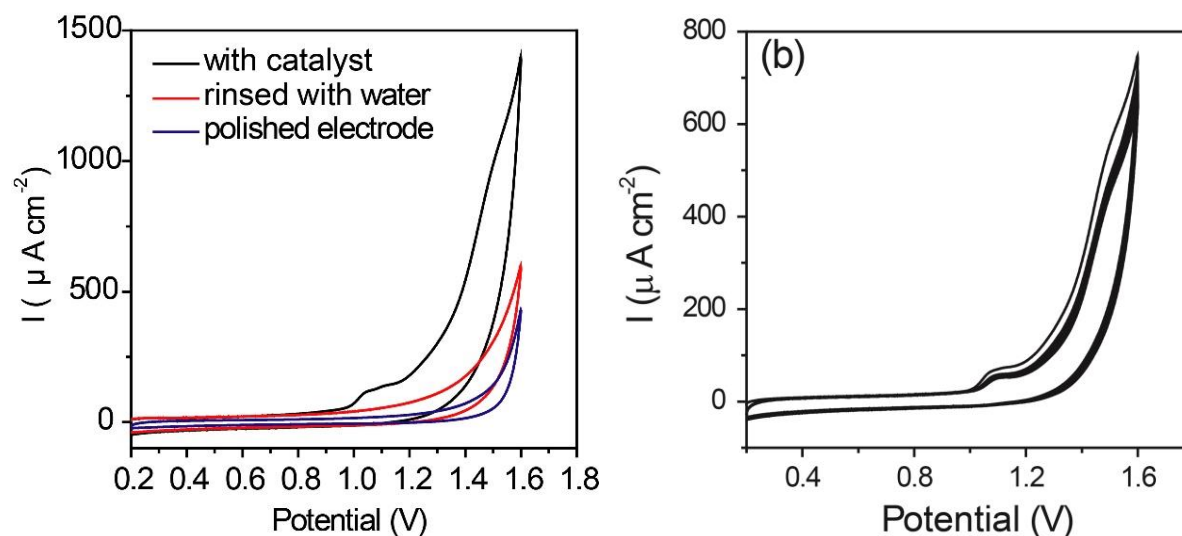 1500
1000
500
0
I ( μ A cm-2)
with catalyst
rinsed with water
polished electrode
0.2 0.4 0.6 0.8 1.0 1.2 1.4 1.6 1.8
Potential (V)
(b)
800
600
400
200
0
I (μ A cm-2)
0.4 0.8 1.2 1.6
Potential (V)